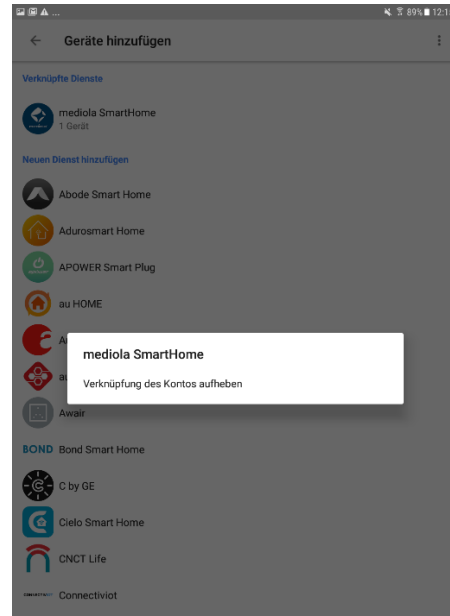 89% 12:1
Geräte hinzufügen
Verknüpfte Dienste
mediola SmartHome
1 Gerät
Neuen Dienst hinzufügen
Abode Smart Home
Adurosmart Home
APOWER Smart Plug
au HOME
mediola SmartHome
Verknüpfung des Kontos aufheben
Awair
BOND Bond Smart Home
C by GE
Cielo Smart Home
CNCT Life
Connectiviot